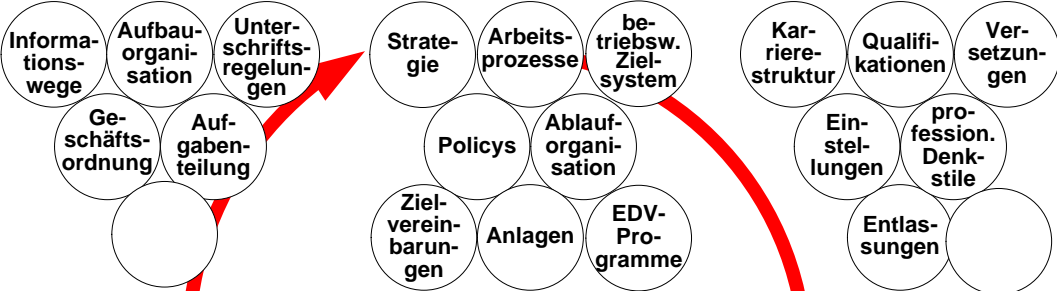 Informa-
tions-
wege
Aufbau-
organi-
sation
Unter-
schrifts-
regelun-
gen
Ge-
schäfts-
ordnung
Auf-
gaben-
teilung
Strate-
gie
Arbeits-
prozesse
be-
triebsw.
Ziel-
system
Policys
Ablauf-
organi-
sation
Ziel-
verein-
barun-
gen
Anlagen
EDV-
Pro-
gramme
Kar-
riere-
struktur
Qualifi-
kationen
Ver-
setzun-
gen
Ein-
stel-
lungen
pro-
fession.
Denk-
stile
Entlas-
sungen